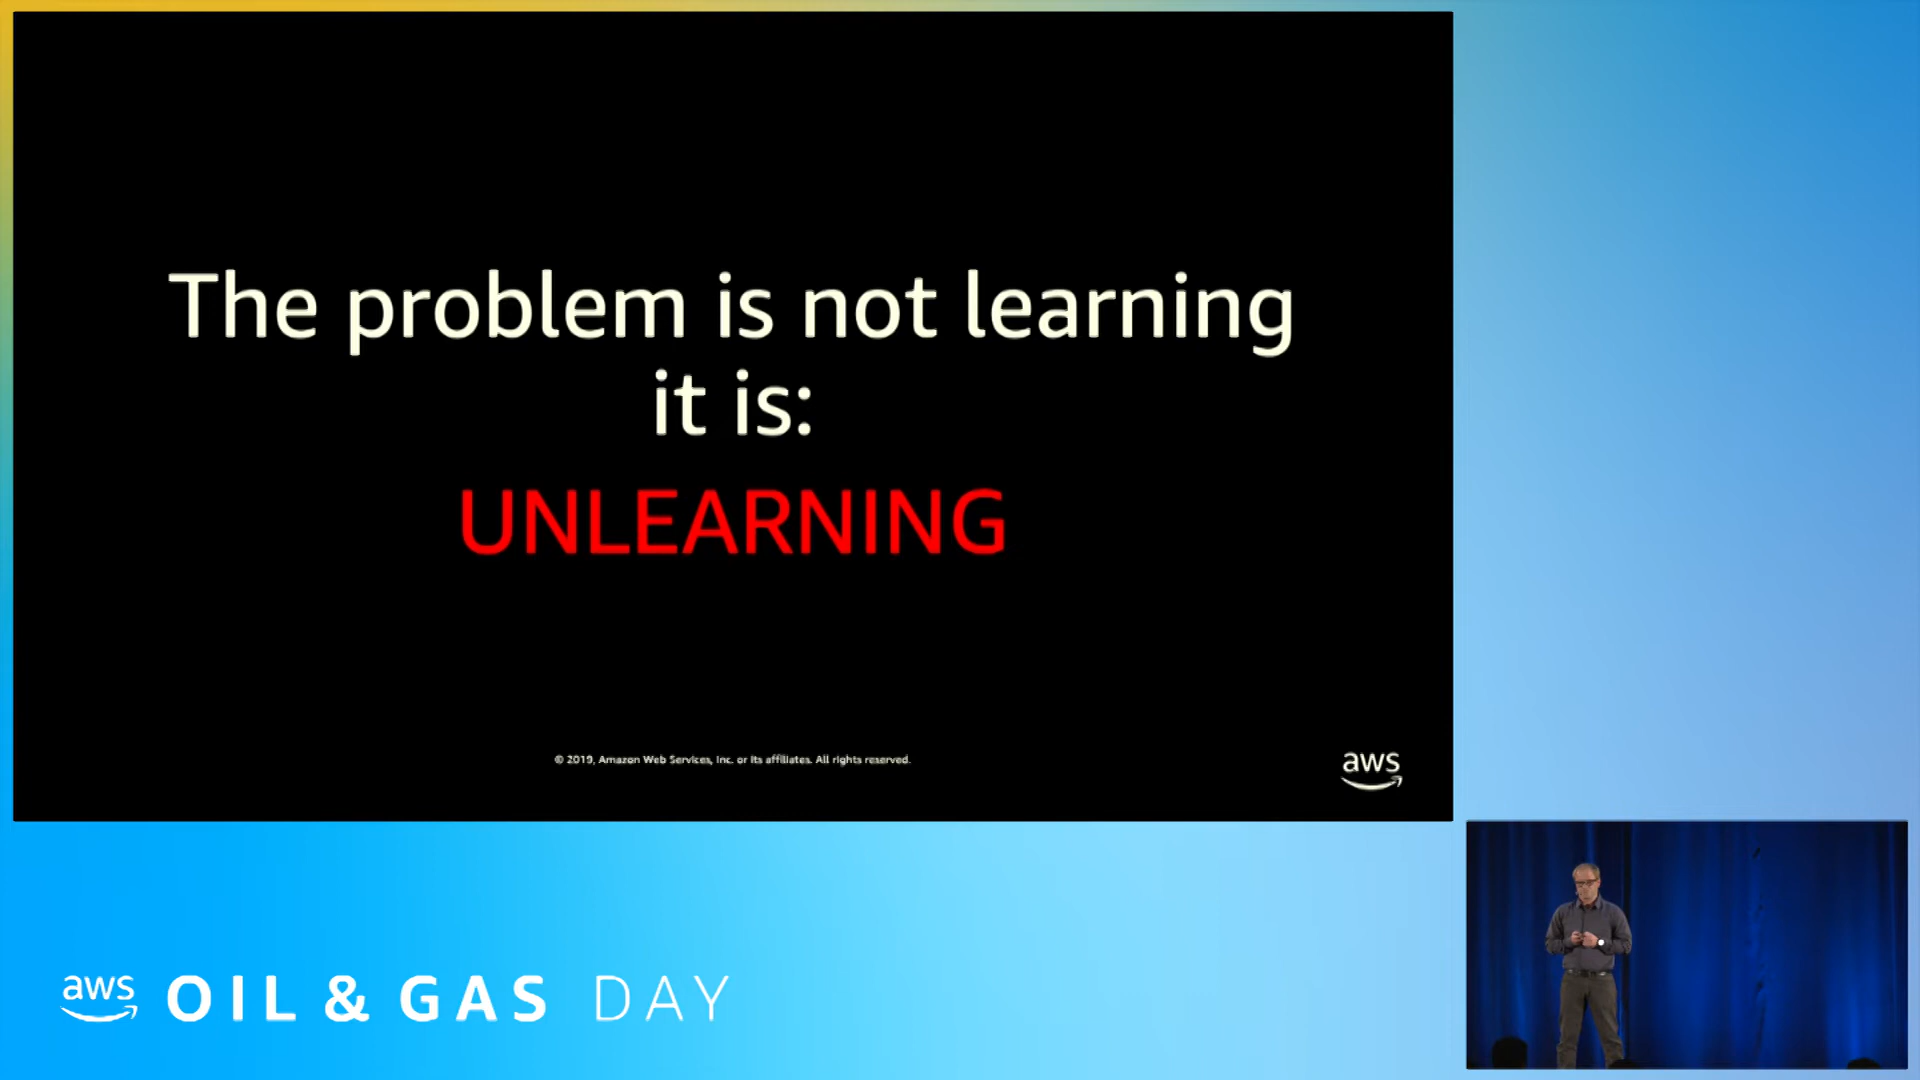 The problem is not learning
it is:
UNLEARNING
© 2019, Amazon Web Services, Inc. or its affiliates. All rights reserved.
aws
aws OIL & GAS DAY